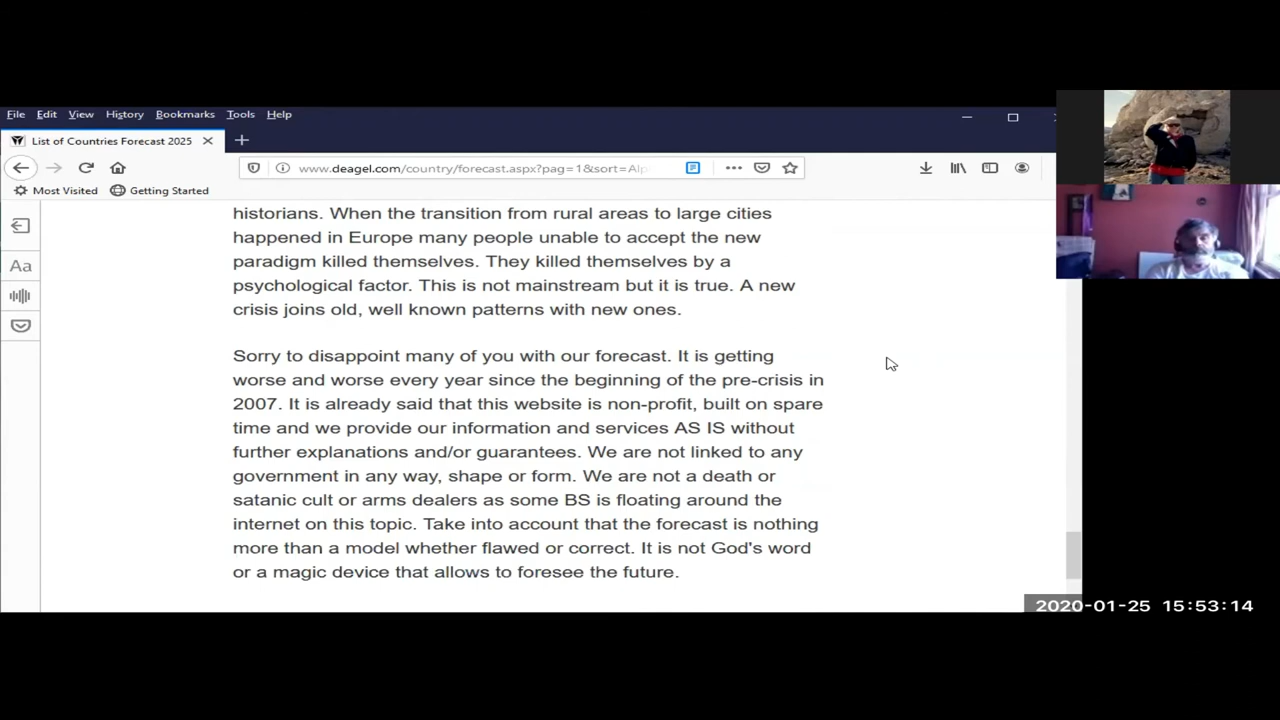 File Edit View History Bookmarks Tools Help
List of Countries Forecast 2025
www.deagel.com/country/forecast.aspx?pag=1&sort=Alp
Most Visited Getting Started
Aa
historians. When the transition from rural areas to large cities
happened in Europe many people unable to accept the new
paradigm killed themselves. They killed themselves by a
psychological factor. This is not mainstream but it is true. A new
crisis joins old, well known patterns with new ones.
Sorry to disappoint many of you with our forecast. It is getting
worse and worse every year since the beginning of the pre-crisis in
2007. It is already said that this website is non-profit, built on spare
time and we provide our information and services AS IS without
further explanations and/or guarantees. We are not linked to any
government in any way, shape or form. We are not a death or
satanic cult or arms dealers as some BS is floating around the
internet on this topic. Take into account that the forecast is nothing
more than a model whether flawed or correct. It is not God's word
or a magic device that allows to foresee the future.
2020-01-25 15:53:14